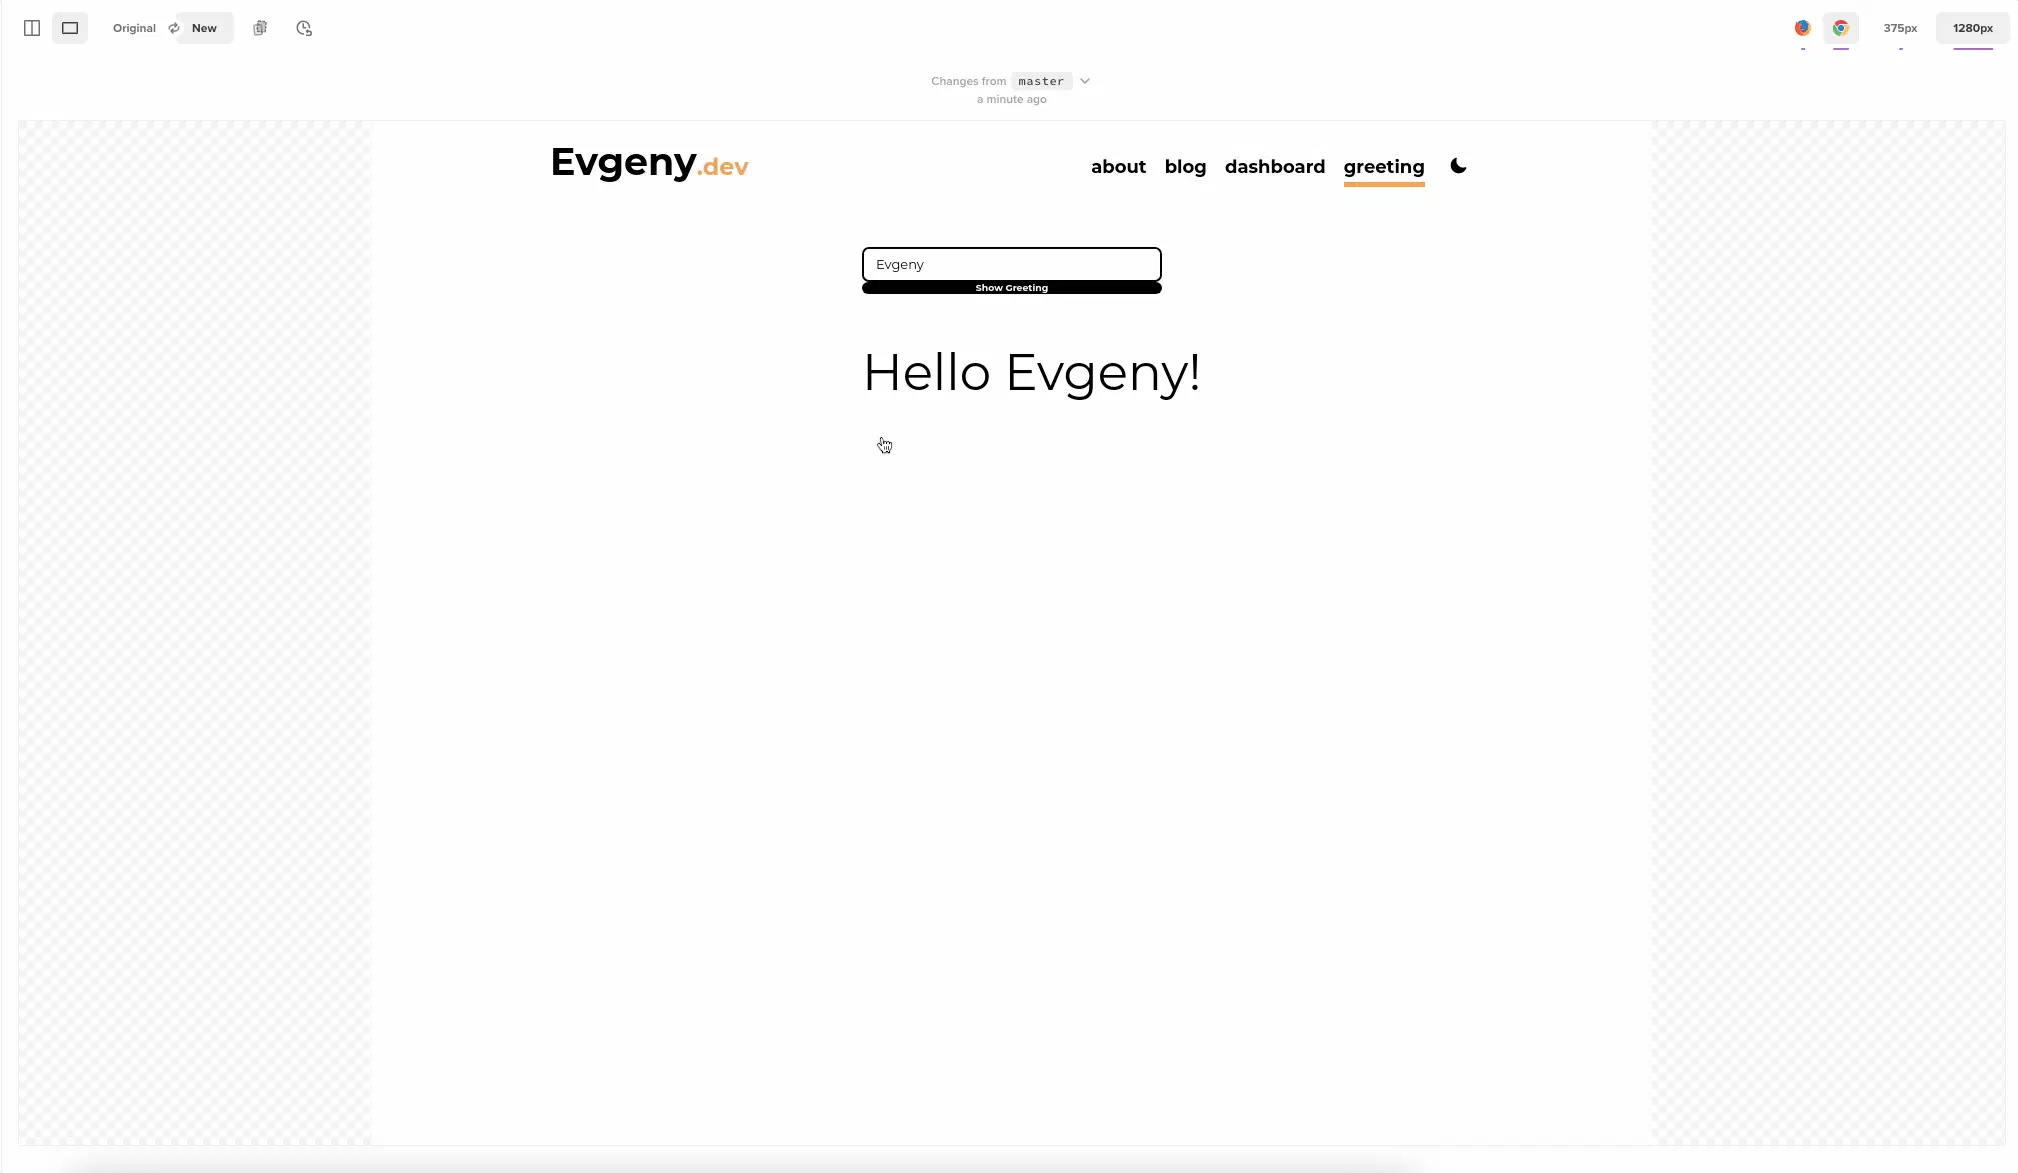 Original New 375px 1280px
Changes from master
a minute ago
Evgeny.dev about blog dashboard greeting
Evgeny
Show Greeting
Hello Evgeny!